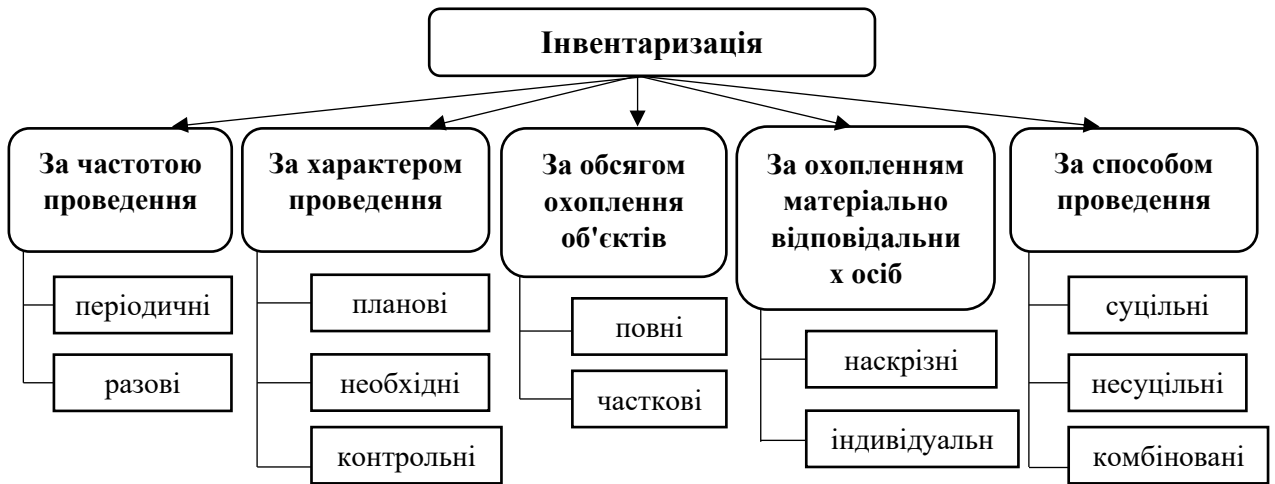 Інвентаризація
За частотою
проведення
періодичні
разові
За характером
проведення
планові
необхідні
контрольні
За обсягом
охоплення
об'єктів
повні
часткові
За охопленням
матеріально
відповідальни
х осіб
наскрізні
індивідуальн
За способом
проведення
суцільні
несуцільні
комбіновані